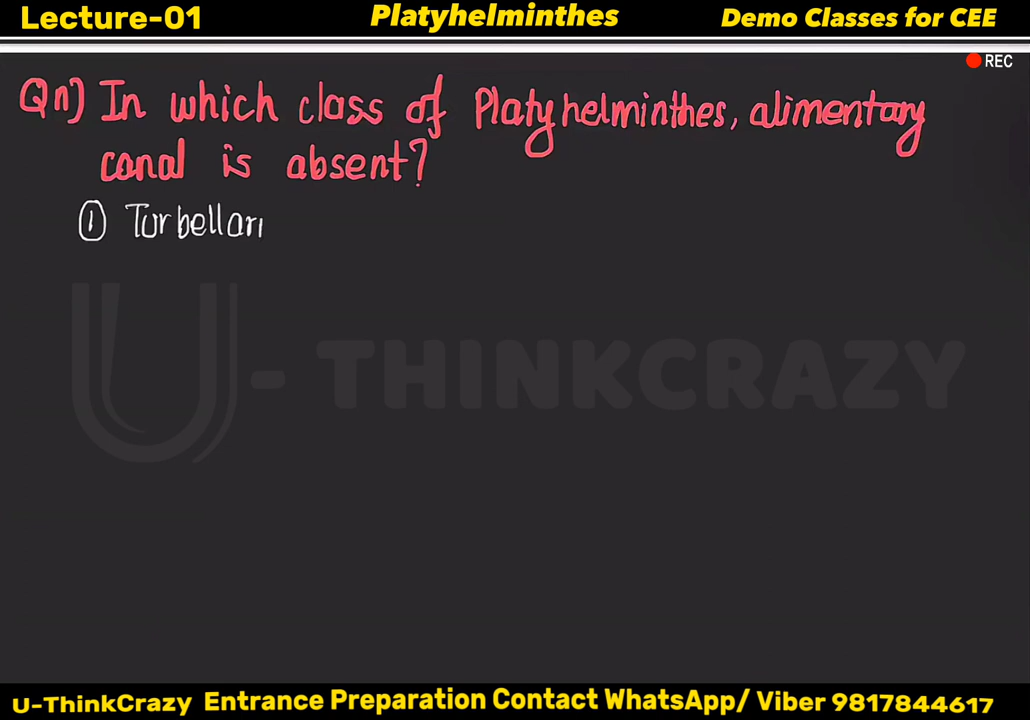 Lecture-01 Platyhelminthes Demo Classes for CEE
REC
Qn) In which class of Platyhelminthes, alimentary
canal is absent?
① Turbellari
U-THINKCRAZY
U-ThinkCrazy Entrance Preparation Contact WhatsApp/ Viber 9817844617